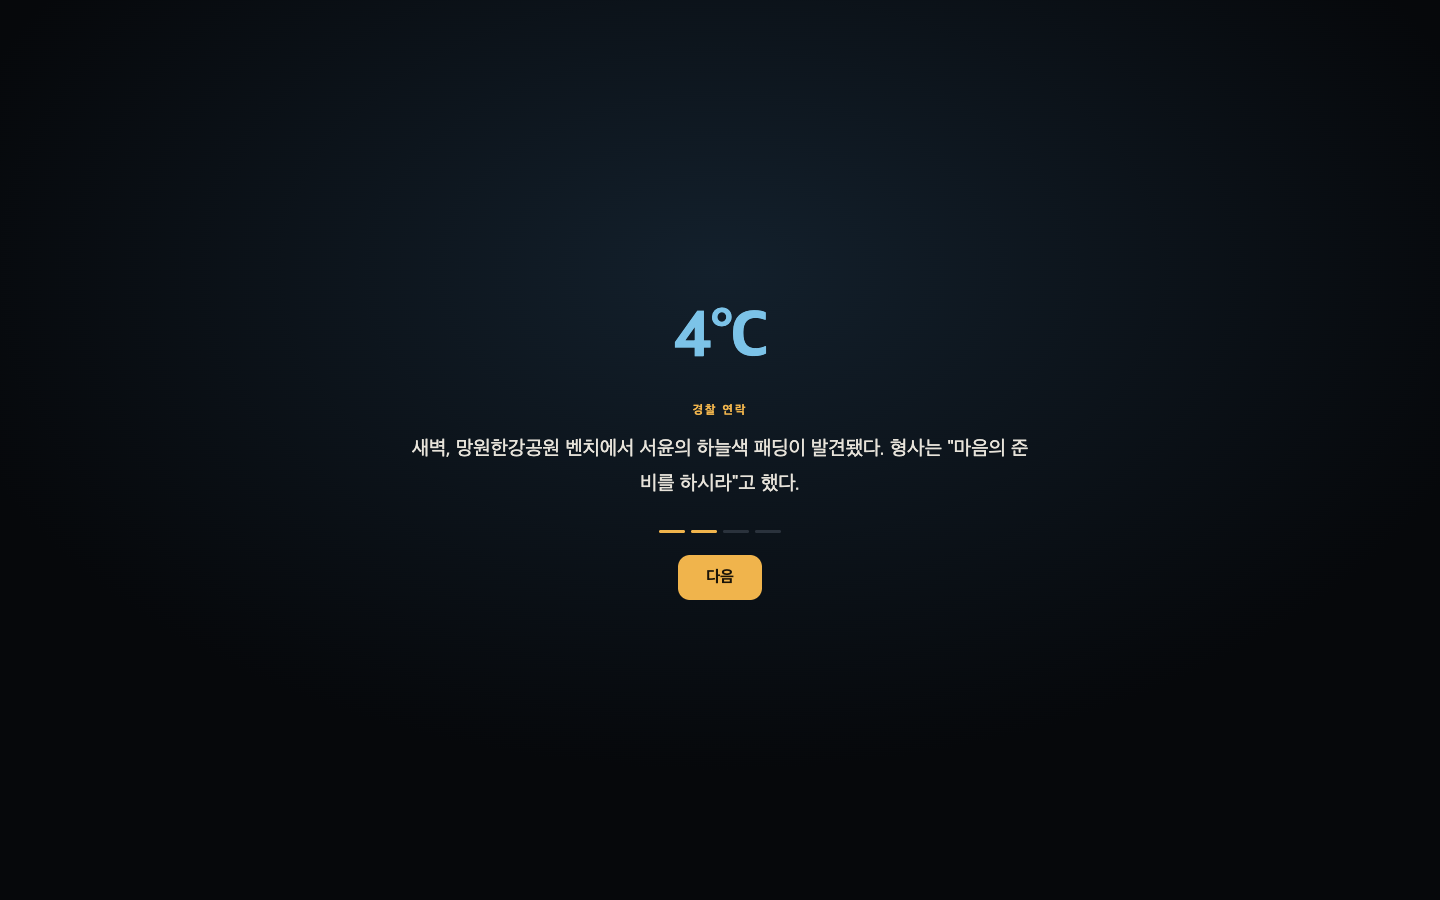 4°C
경찰 연락
새벽, 망원한강공원 벤치에서 서윤의 하늘색 패딩이 발견됐다. 형사는 "마음의 준
비를 하시라"고 했다.
다음